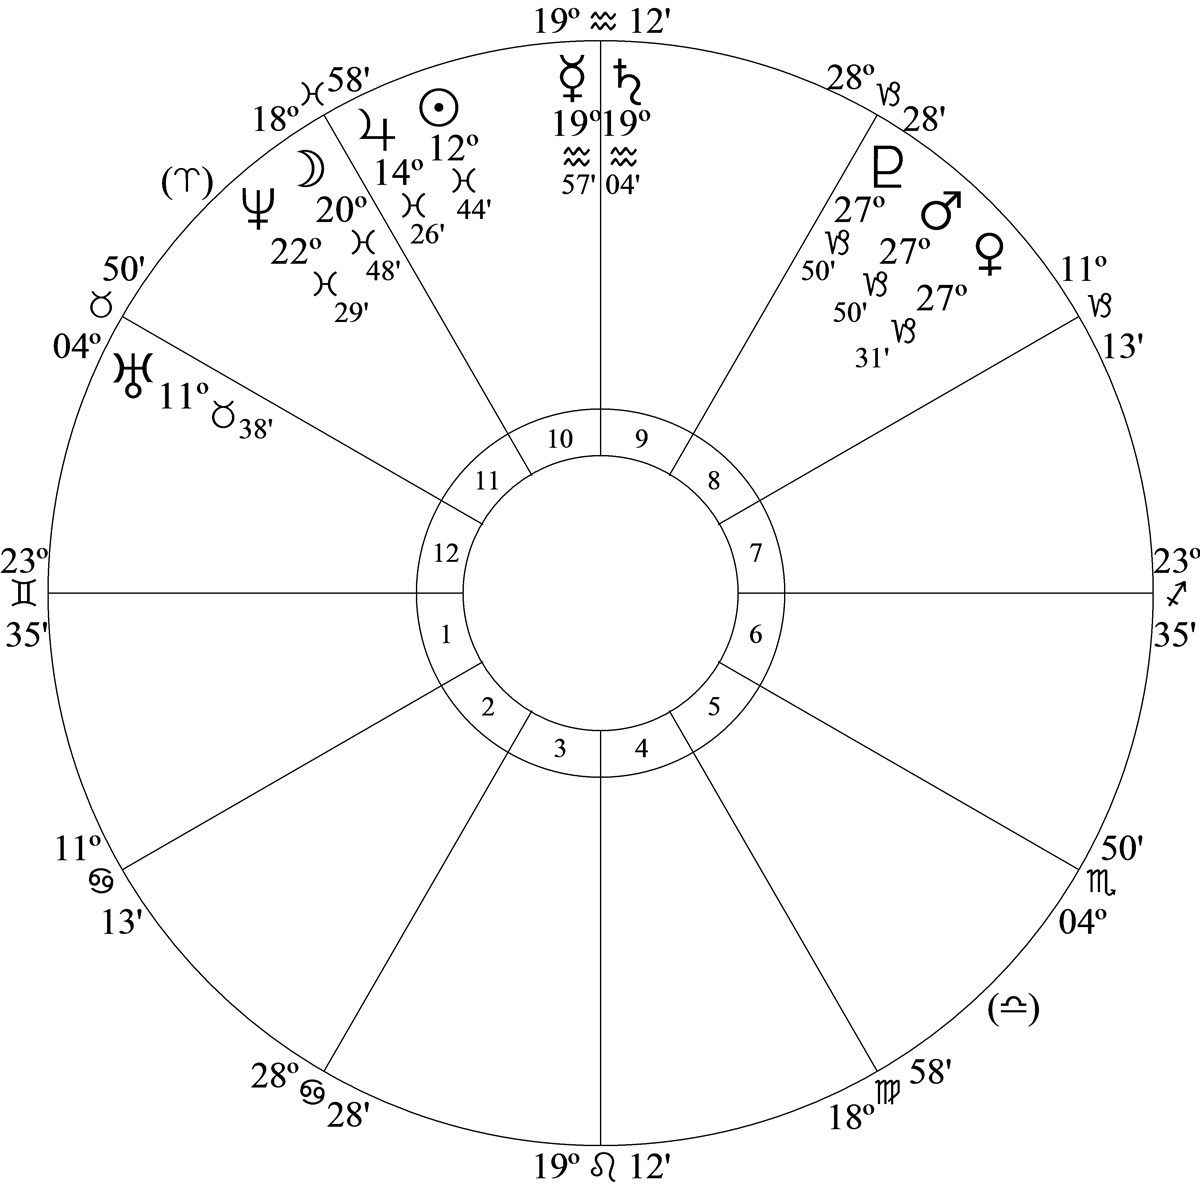 19º ♒ 12'
☿ ♄
19º 19º
♒ ♒
57' 04'
18º ♓ 58'
♃ ☉
14º 12º
♓ ♓
26' 44'
(♈)
♆ ☽
22º 20º
♓ ♓
29' 48'
28º ♑ 28'
♇ ♂ ♀
27º 27º 27º
♑ ♑ ♑
50' 50' 31'
11º ♑ 13'
50'
♉
04º
♅ 11º ♉ 38'
10 9
11 8
12 7
1 6
2 5
3 4
23º
♊
35'
23º
♐
35'
11º
♋
13'
50'
♏
04º
(♎)
28º ♋ 28'
18º ♍ 58'
19º ♌ 12'